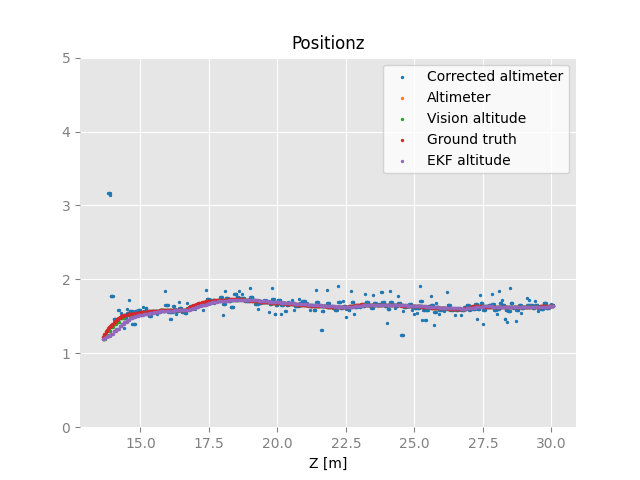 Positionz
5
4
3
2
1
0
Corrected altimeter
Altimeter
Vision altitude
Ground truth
EKF altitude
15.0 17.5 20.0 22.5 25.0 27.5 30.0
Z [m]